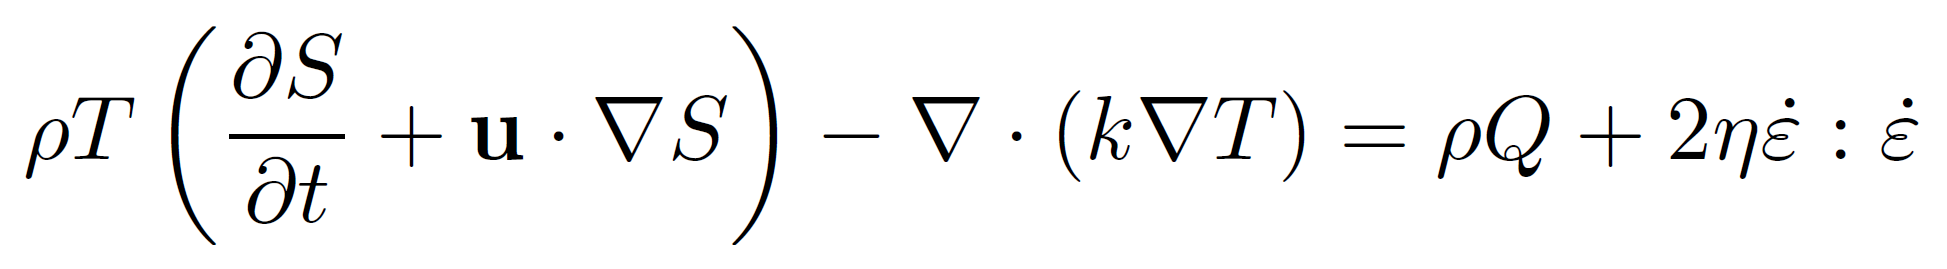 ρT (∂S/∂t + 𝐮 · ∇S) − ∇ · (k∇T) = ρQ + 2ηε̇ : ε̇